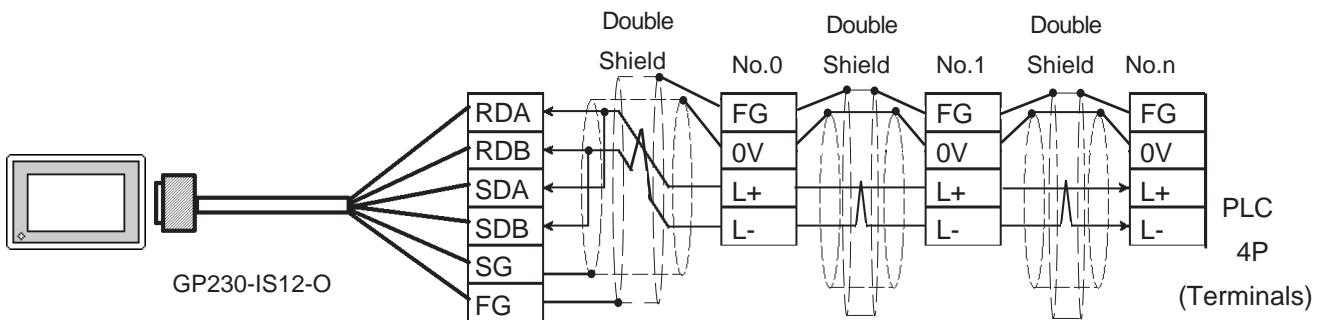 Double Double Double
Shield No.0 Shield No.1 Shield No.n
RDA FG FG FG
RDB 0V 0V 0V
SDA L+ L+ L+
SDB L- L- L-
SG
FG
GP230-IS12-O
PLC
4P
(Terminals)